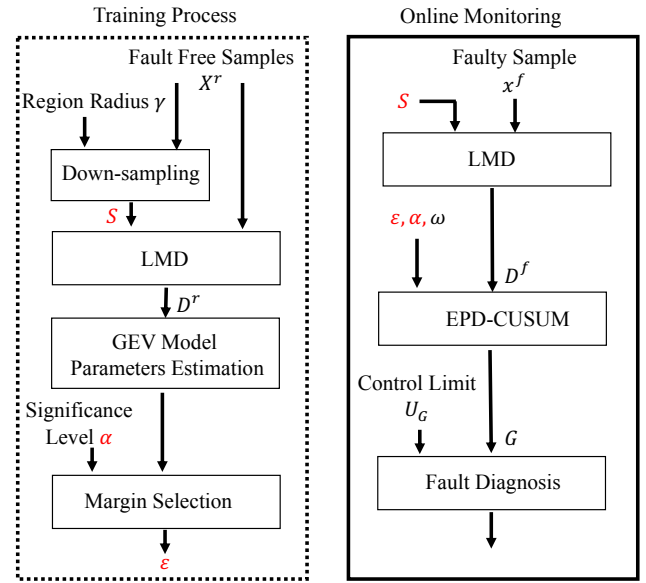 Training Process
Fault Free Samples
X^r
Region Radius γ
Down-sampling
S
LMD
D^r
GEV Model
Parameters Estimation
Significance
Level α
Margin Selection
ε
Online Monitoring
Faulty Sample
x^f
S
LMD
ε, α, ω
D^f
EPD-CUSUM
Control Limit
U_G
G
Fault Diagnosis